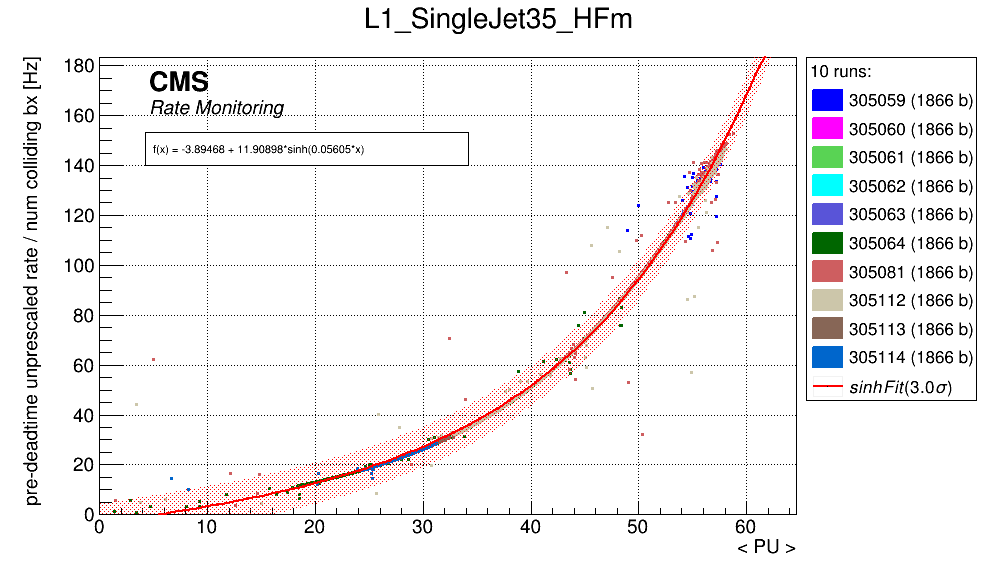 L1_SingleJet35_HFm
pre-deadtime unprescaled rate / num colliding bx [Hz]
180
160
140
120
100
80
60
40
20
0
CMS
Rate Monitoring
f(x) = -3.89468 + 11.90898*sinh(0.05605*x)
0 10 20 30 40 50 60
< PU >
10 runs:
305059 (1866 b)
305060 (1866 b)
305061 (1866 b)
305062 (1866 b)
305063 (1866 b)
305064 (1866 b)
305081 (1866 b)
305112 (1866 b)
305113 (1866 b)
305114 (1866 b)
sinhFit(3.0σ)